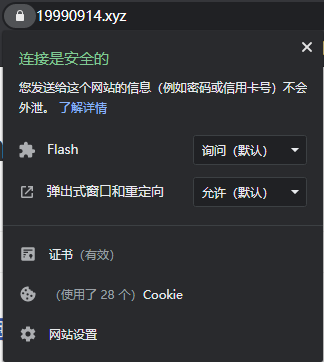 19990914.xyz
连接是安全的
您发送给这个网站的信息（例如密码或信用卡号）不会
外泄。 了解详情
Flash 询问（默认）
弹出式窗口和重定向 允许（默认）
证书（有效）
（使用了 28 个）Cookie
网站设置